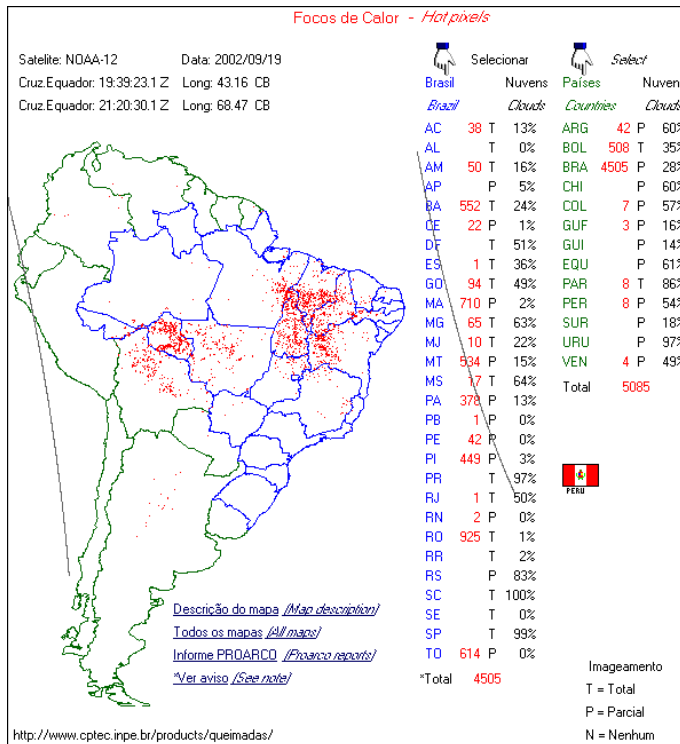 Focos de Calor - Hot pixels
Satelite: NOAA-12 Data: 2002/09/19
Cruz.Equador: 19:39:23.1 Z Long: 43.16 CB
Cruz.Equador: 21:20:30.1 Z Long: 68.47 CB
Selecionar
Brasil Nuvens
Brazil Clouds
AC 38 T 13%
AL T 0%
AM 50 T 16%
AP P 5%
BA 552 T 24%
CE 22 P 1%
DF T 51%
ES 1 T 36%
GO 94 T 49%
MA 710 P 2%
MG 65 T 63%
MJ 10 T 22%
MT 534 P 15%
MS 17 T 64%
PA 378 P 13%
PB 1 P 0%
PE 42 P 0%
PI 449 P 3%
PR T 97%
RJ 1 T 50%
RN 2 P 0%
RO 925 T 1%
RR T 2%
RS P 83%
SC T 100%
SE T 0%
SP T 99%
TO 614 P 0%
*Total 4505
Select
Países Nuvens
Countries Clouds
ARG 42 P 60%
BOL 508 T 35%
BRA 4505 P 28%
CHI P 60%
COL 7 P 57%
GUF 3 P 16%
GUI P 14%
EQU P 61%
PAR 8 T 86%
PER 8 P 54%
SUR P 18%
URU P 97%
VEN 4 P 49%
Total 5085
PERU
Descrição do mapa (Map description)
Todos os mapas (All maps)
Informe PROARCO (Proarco reports)
*Ver aviso (See note)
Imageamento
T = Total
P = Parcial
N = Nenhum
http://www.cptec.inpe.br/products/queimadas/